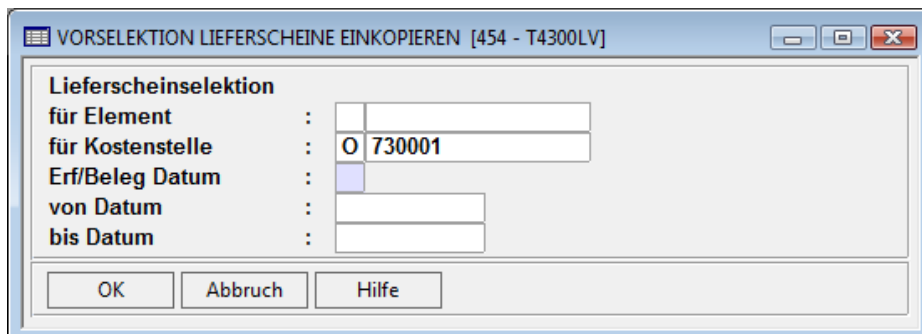 VORSELEKTION LIEFERSCHEINE EINKOPIEREN [454 - T4300LV]
Lieferscheinselektion
für Element :
für Kostenstelle : O 730001
Erf/Beleg Datum :
von Datum :
bis Datum :
OK Abbruch Hilfe